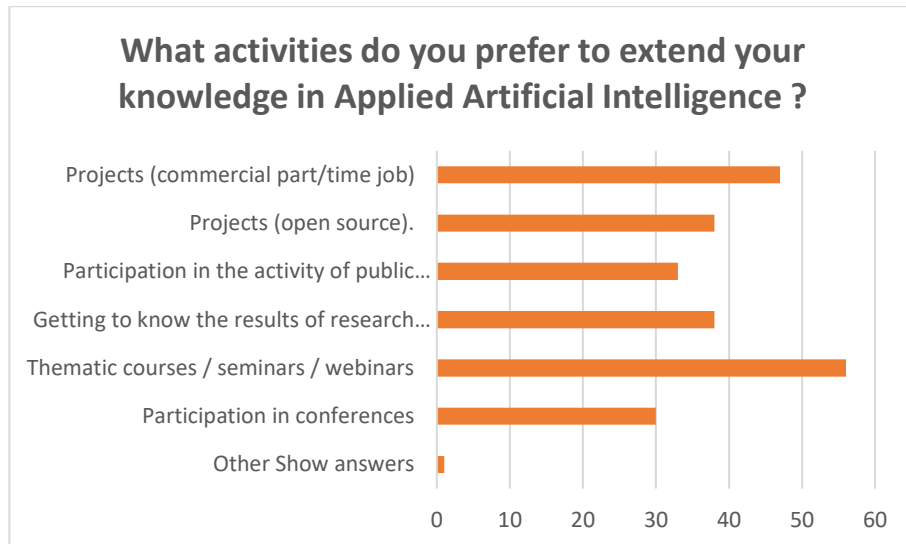 What activities do you prefer to extend your
knowledge in Applied Artificial Intelligence ?
Projects (commercial part/time job)
Projects (open source).
Participation in the activity of public...
Getting to know the results of research...
Thematic courses / seminars / webinars
Participation in conferences
Other Show answers
0 10 20 30 40 50 60